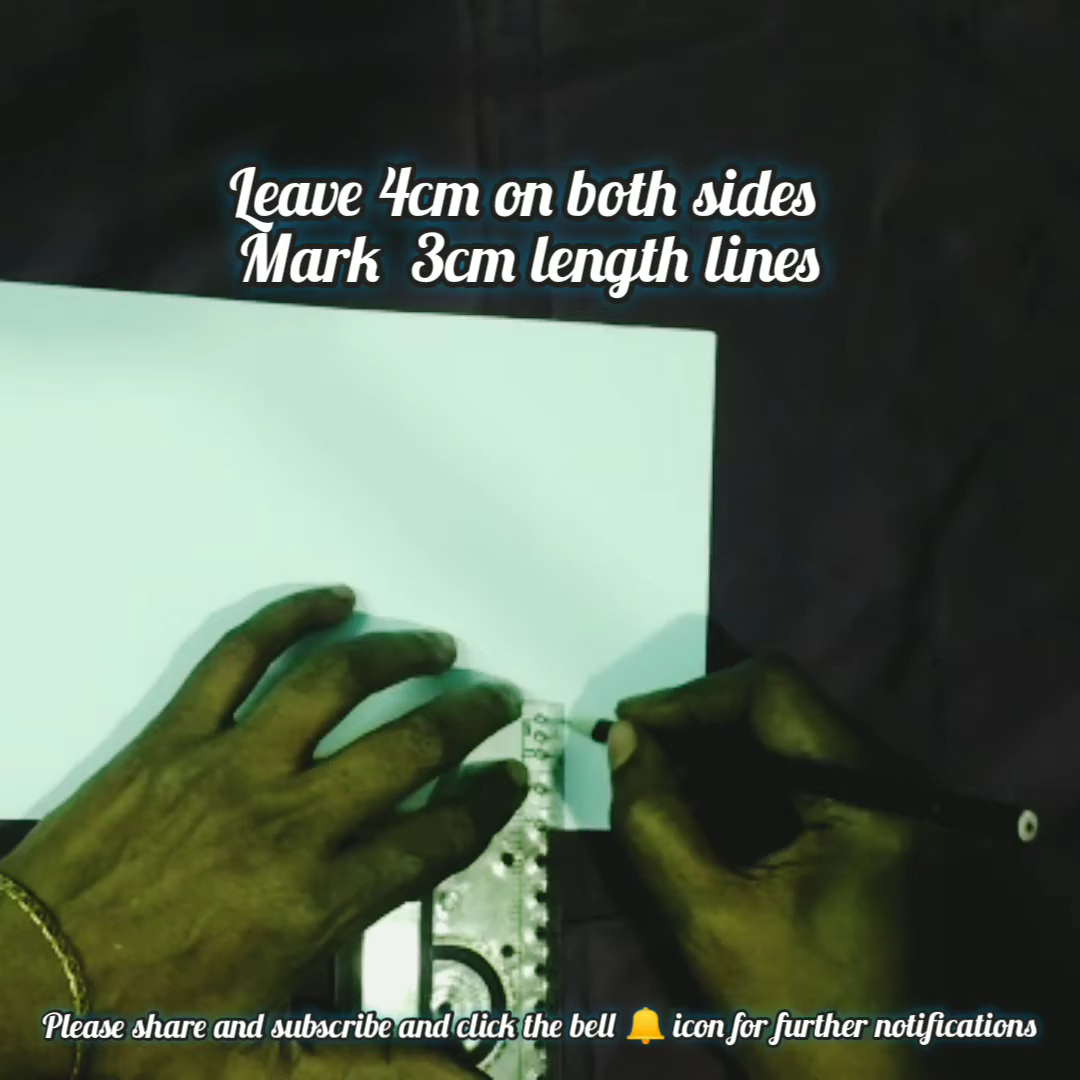 Leave 4cm on both sides
Mark 3cm length lines
Please share and subscribe and click the bell 🔔 icon for further notifications